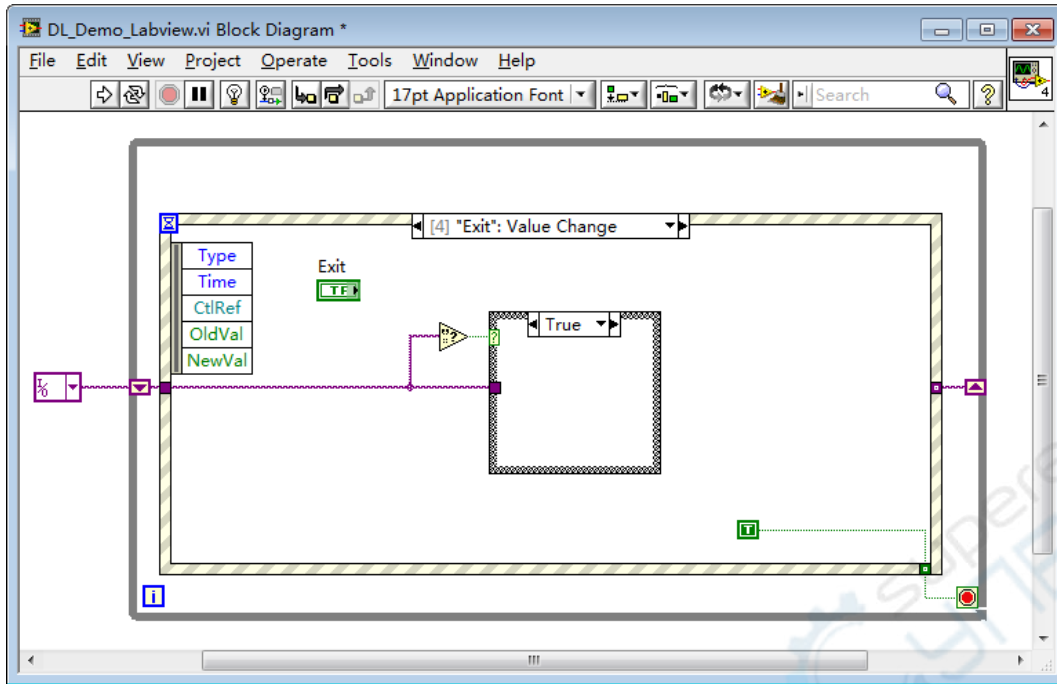 DL_Demo_Labview.vi Block Diagram *
File Edit View Project Operate Tools Window Help
17pt Application Font Search ? 4
[4] "Exit": Value Change
Type
Time
CtlRef
OldVal
NewVal
Exit
TF
True
"?
?
I/O
T
i